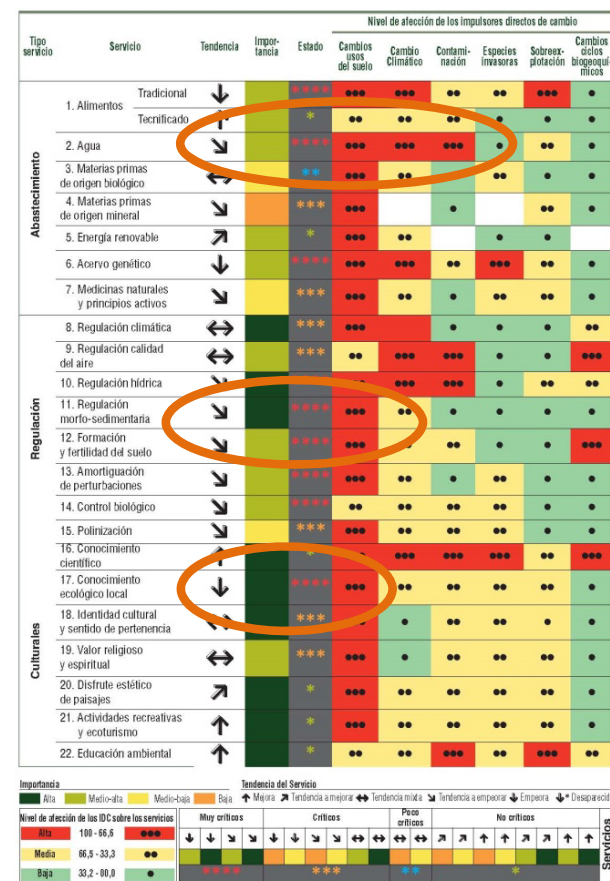 Nivel de afección de los impulsores directos de cambio
Tipo servicio
Servicio
Tendencia
Impor-
tancia
Estado
Cambios
usos
del suelo
Cambio
Climático
Contami-
nación
Especies
invasoras
Sobreex-
plotación
Cambios
ciclos
biogeoquí-
micos
Abastecimiento
1. Alimentos
Tradicional
Tecnificado
2. Agua
3. Materias primas
de origen biológico
4. Materias primas
de origen mineral
5. Energía renovable
6. Acervo genético
7. Medicinas naturales
y principios activos
Regulación
8. Regulación climática
9. Regulación calidad
del aire
10. Regulación hídrica
11. Regulación
morfo-sedimentaria
12. Formación
y fertilidad del suelo
13. Amortiguación
de perturbaciones
14. Control biológico
15. Polinización
Culturales
16. Conocimiento
científico
17. Conocimiento
ecológico local
18. Identidad cultural
y sentido de pertenencia
19. Valor religioso
y espiritual
20. Disfrute estético
de paisajes
21. Actividades recreativas
y ecoturismo
22. Educación ambiental
Importancia
Alta Medio-alta Medio-baja Baja
Tendencia del Servicio
Mejora Tendencia a mejorar Tendencia mixta Tendencia a empeorar Empeora Desaparecid
Nivel de afección de los IDC sobre los servicios
Alta 100 - 66,6
Media 66,5 - 33,3
Baja 33,2 - 00,0
Muy críticos
Críticos
Poco
críticos
No críticos
Servicios